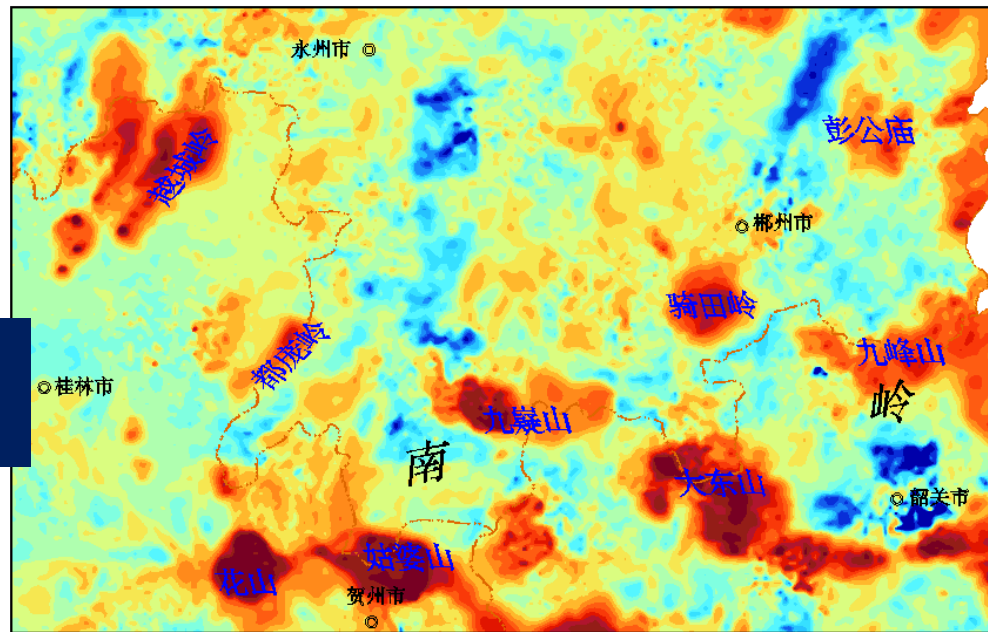 永州市
彭公庙
越城岭
郴州市
骑田岭
都庞岭
九峰山
桂林市
岭
九嶷山
南
大东山
韶关市
姑婆山
花山
贺州市